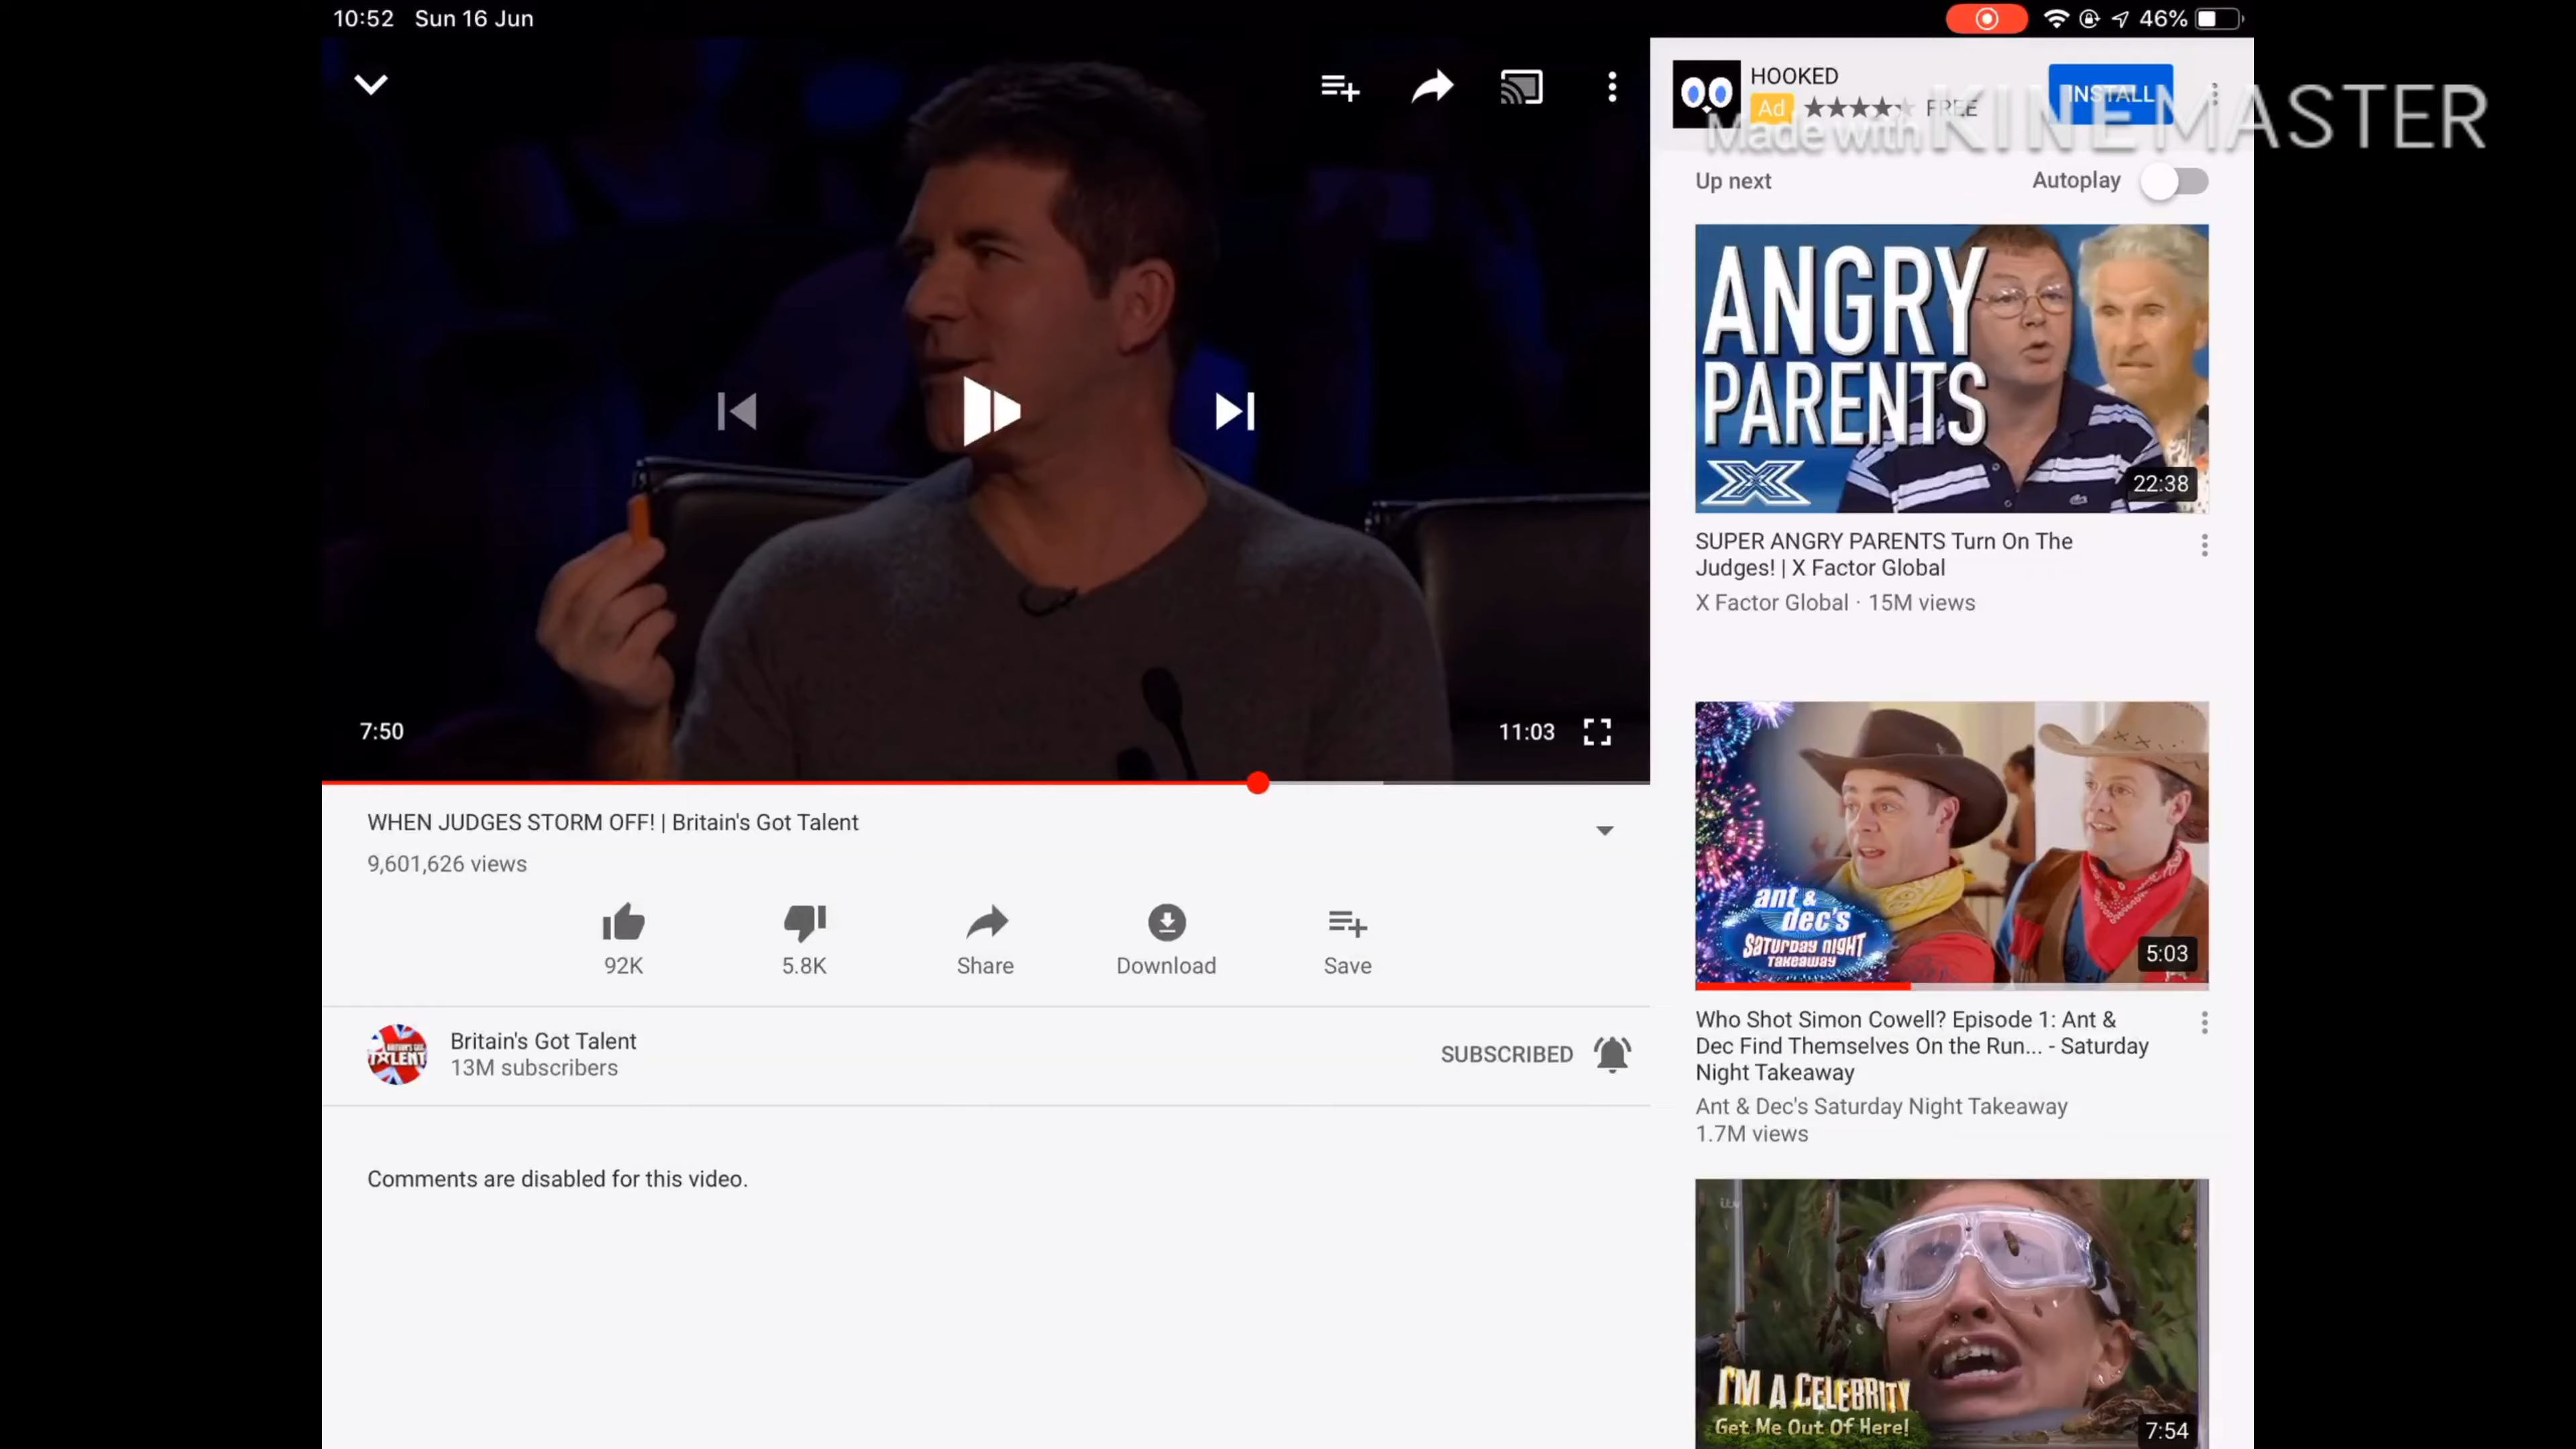 10:52 Sun 16 Jun
46%
HOOKED
Ad
FREE
INSTALL
Made with KINEMASTER
Up next
Autoplay
ANGRY
PARENTS
X
22:38
SUPER ANGRY PARENTS Turn On The
Judges! | X Factor Global
X Factor Global · 15M views
7:50
11:03
WHEN JUDGES STORM OFF! | Britain's Got Talent
9,601,626 views
92K
5.8K
Share
Download
Save
BRITAIN'S GOT
TALENT
Britain's Got Talent
13M subscribers
SUBSCRIBED
Comments are disabled for this video.
ant &
dec's
SATURDAY NIGHT
TAKEAWAY
5:03
Who Shot Simon Cowell? Episode 1: Ant &
Dec Find Themselves On the Run... - Saturday
Night Takeaway
Ant & Dec's Saturday Night Takeaway
1.7M views
itv
I'M A CELEBRITY
Get Me Out Of Here!
7:54